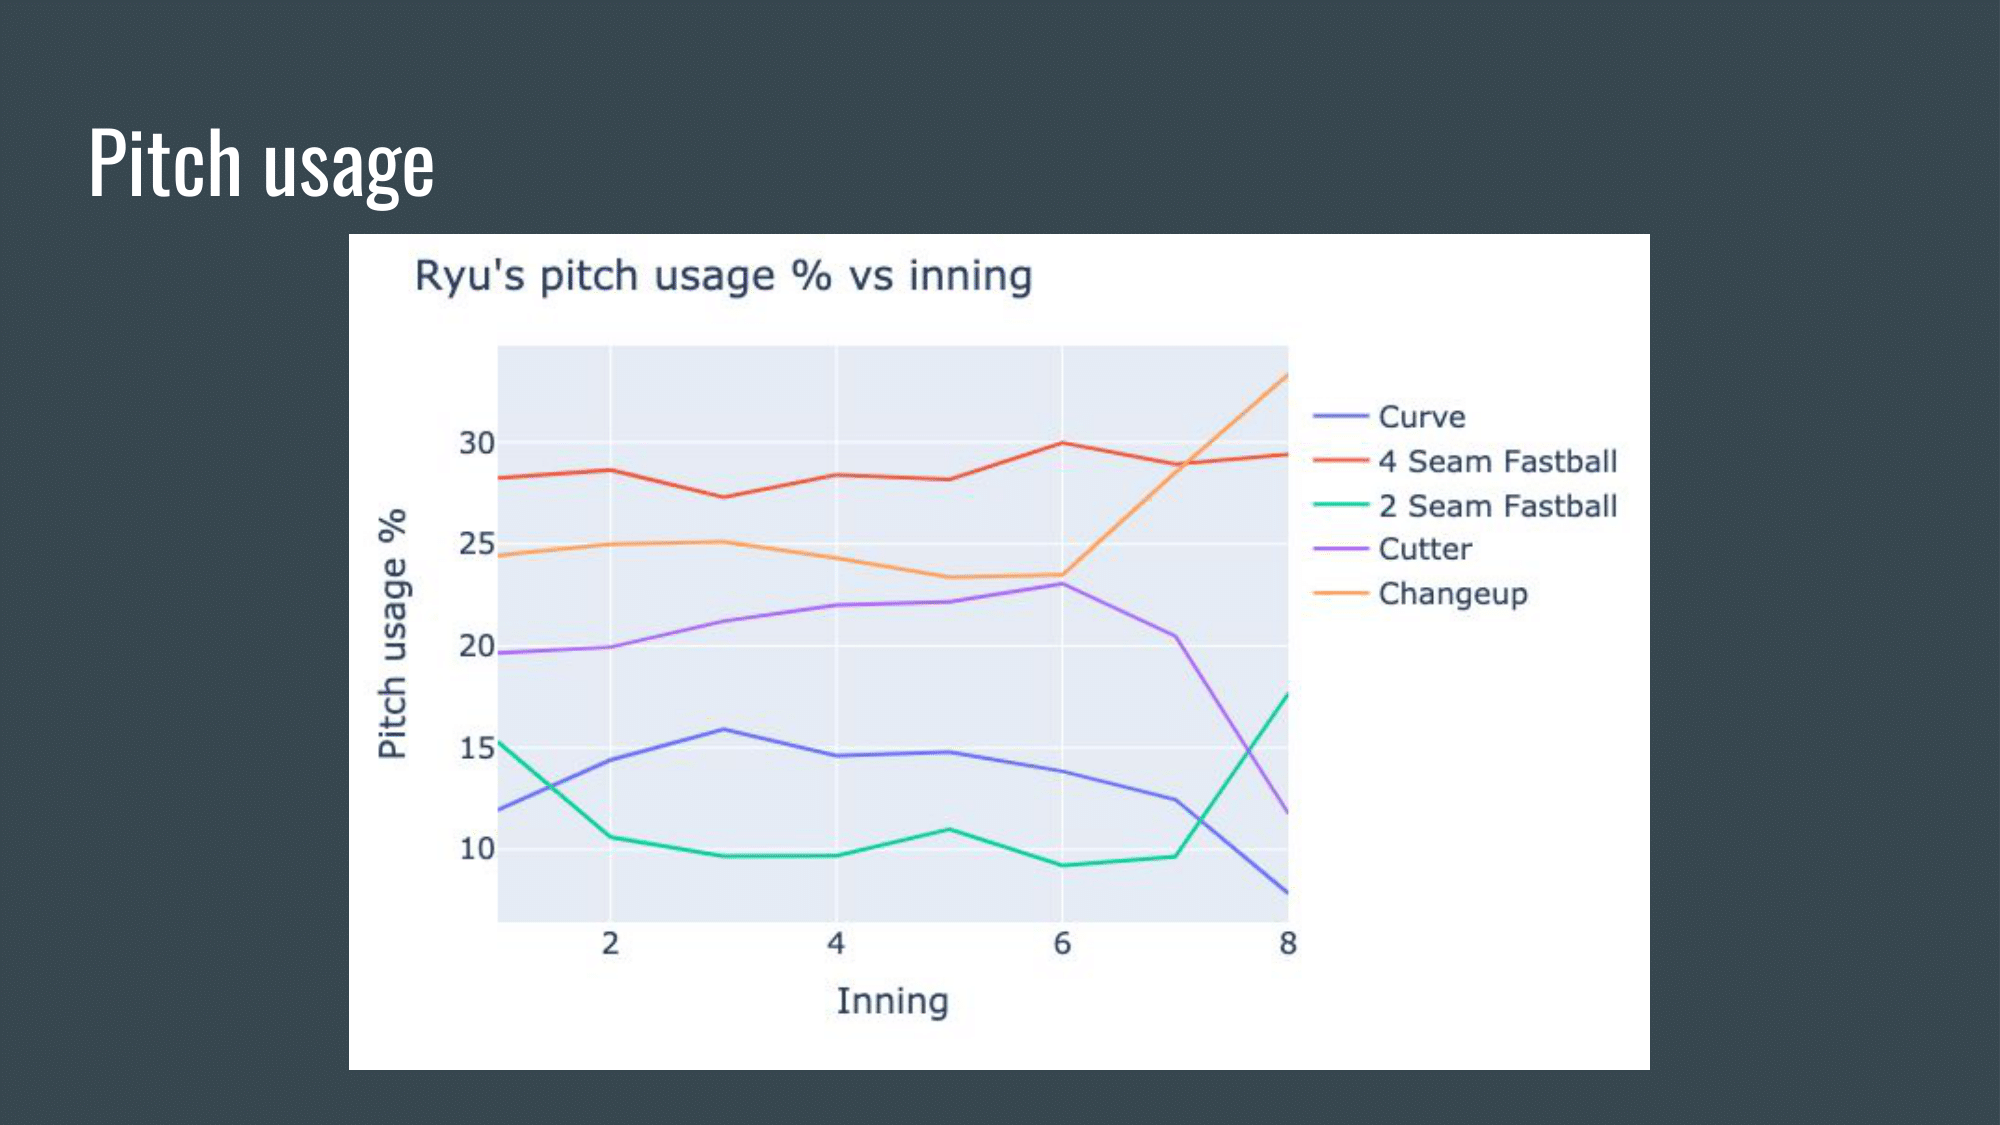 Pitch usage
Ryu's pitch usage % vs inning
Pitch usage %
30
25
20
15
10
2 4 6 8
Inning
Curve
4 Seam Fastball
2 Seam Fastball
Cutter
Changeup